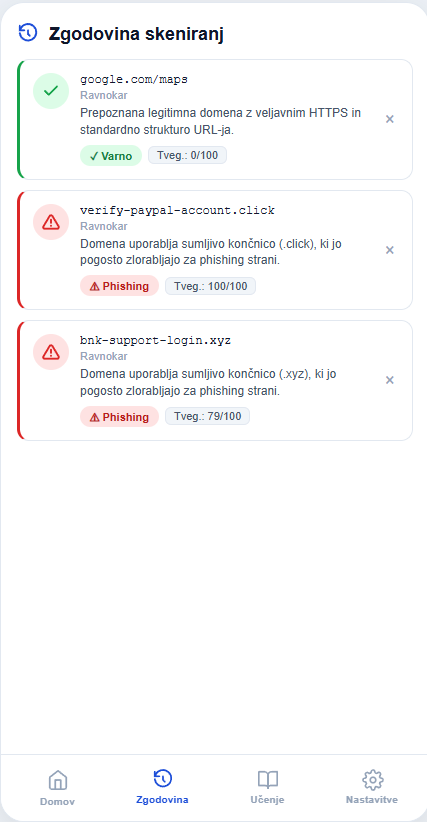 Zgodovina skeniranj
google.com/maps
Ravnokar
Prepoznana legitimna domena z veljavnim HTTPS in
standardno strukturo URL-ja.
✓ Varno Tveg.: 0/100
×
verify-paypal-account.click
Ravnokar
Domena uporablja sumljivo končnico (.click), ki jo
pogosto zlorabljajo za phishing strani.
⚠ Phishing Tveg.: 100/100
×
bnk-support-login.xyz
Ravnokar
Domena uporablja sumljivo končnico (.xyz), ki jo
pogosto zlorabljajo za phishing strani.
⚠ Phishing Tveg.: 79/100
×
Domov Zgodovina Učenje Nastavitve